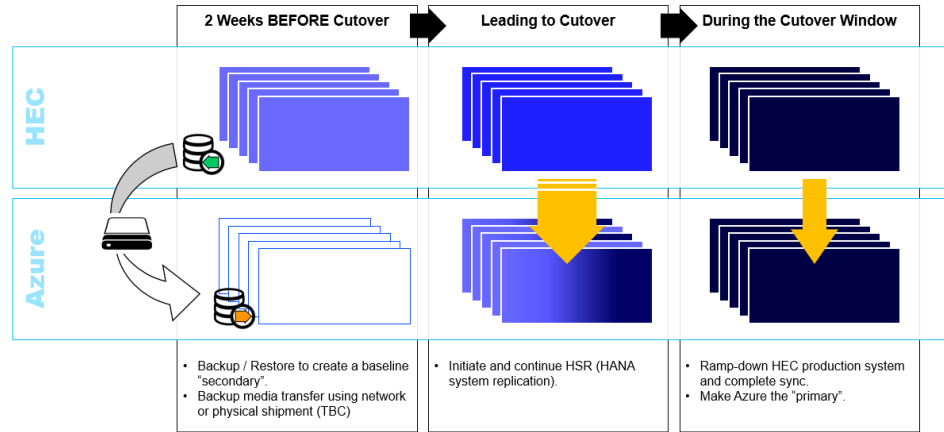 2 Weeks BEFORE Cutover
Leading to Cutover
During the Cutover Window
HEC
Azure
• Backup / Restore to create a baseline
“secondary”.
• Backup media transfer using network
or physical shipment (TBC)
• Initiate and continue HSR (HANA
system replication).
• Ramp-down HEC production system
and complete sync.
• Make Azure the “primary”.